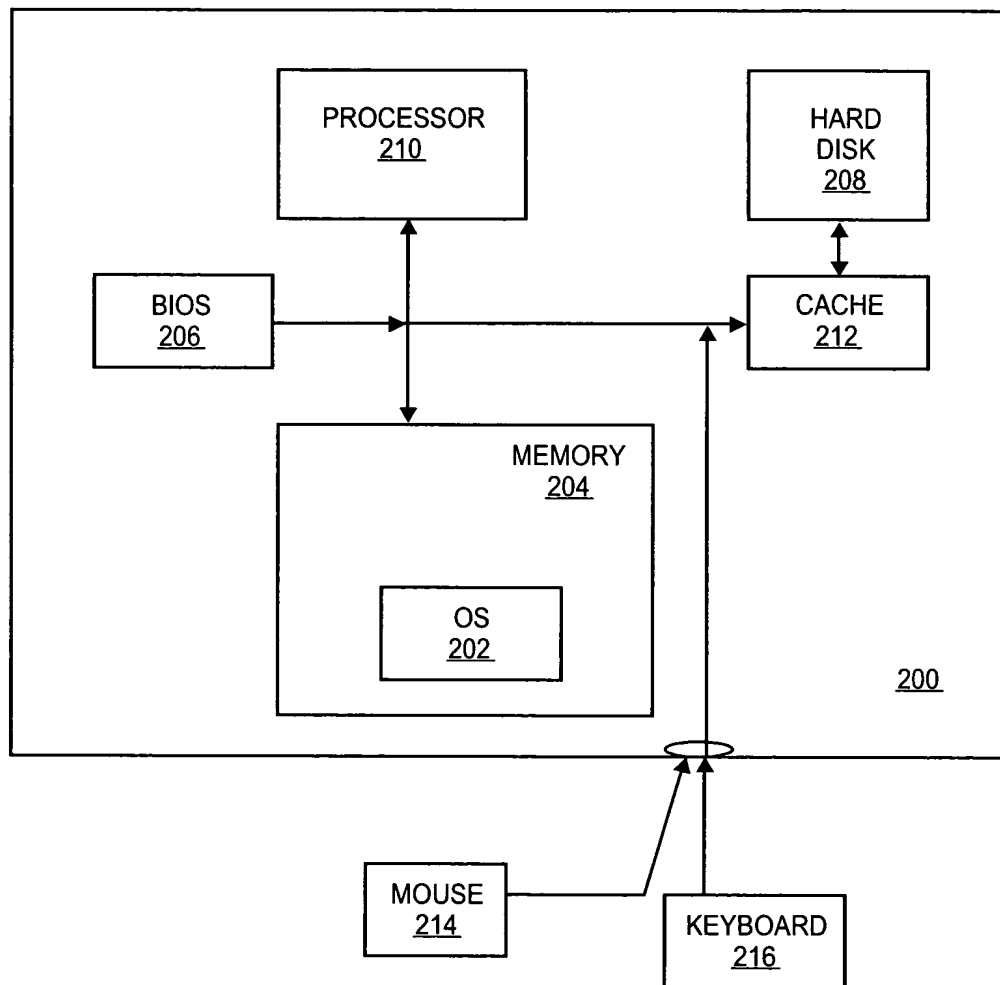 PROCESSOR
210
HARD
DISK
208
BIOS
206
CACHE
212
MEMORY
204
OS
202
200
MOUSE
214
KEYBOARD
216